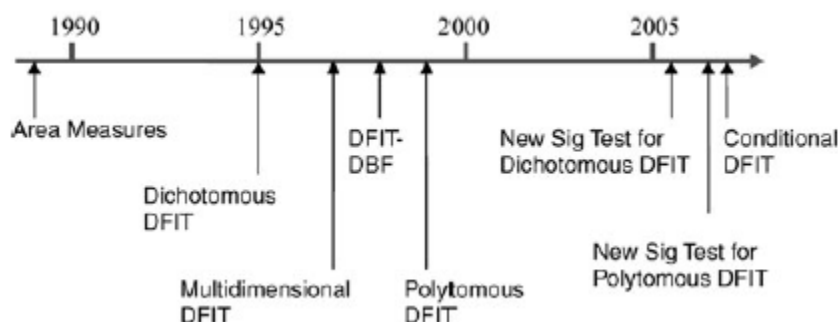 1990 1995 2000 2005
Area Measures
DFIT-
DBF
New Sig Test for
Dichotomous DFIT
Conditional
DFIT
Dichotomous
DFIT
New Sig Test for
Polytomous DFIT
Multidimensional
DFIT
Polytomous
DFIT